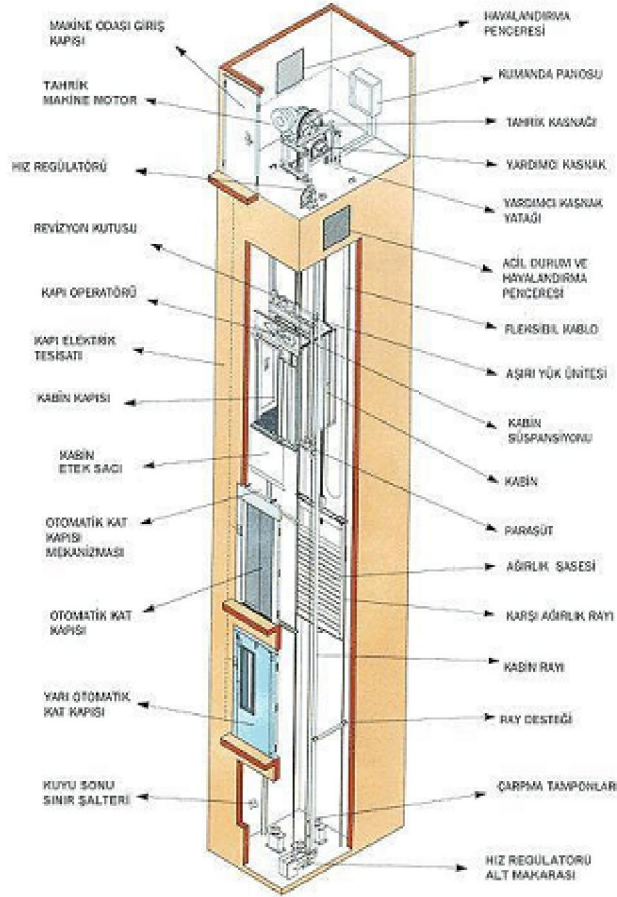 MAKİNE ODASI GİRİŞ
KAPISI
TAHRİK
MAKİNE MOTOR
HIZ REGÜLATÖRÜ
REVİZYON KUTUSU
KAPI OPERATÖRÜ
KAPI ELEKTRİK
TESİSATI
KABİN KAPISI
KABİN
ETEK SACI
OTOMATİK KAT
KAPISI
MEKANİZMASI
OTOMATİK KAT
KAPISI
YARI OTOMATİK
KAT KAPISI
KUYU SONU
SINIR ŞALTERİ
HAVALANDIRMA
PENCERESİ
KUMANDA PANOSU
TAHRİK KASNAĞI
YARDIMCI KASNAK
YARDIMCI KASNAK
YATAĞI
ACİL DURUM VE
HAVALANDIRMA
PENCERESİ
FLEKSIBIL KABLO
AŞIRI YÜK ÜNİTESİ
KABİN
SÜSPANSİYONU
KABİN
PARAŞÜT
AĞIRLIK ŞASESİ
KARŞI AĞIRLIK RAYI
KABİN RAYI
RAY DESTEĞİ
ÇARPMA TAMPONLARI
HIZ REGÜLATÖRÜ
ALT MAKARASI